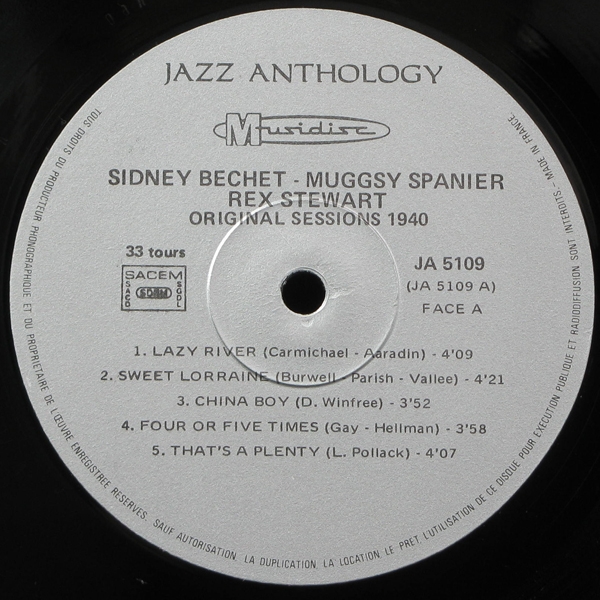 JAZZ ANTHOLOGY
Musidisc
SIDNEY BECHET - MUGGSY SPANIER
REX STEWART
ORIGINAL SESSIONS 1940
33 tours
SACEM
SACD
SDRM
SGDL
JA 5109
(JA 5109 A)
FACE A
1. LAZY RIVER (Carmichael - Aaradin) - 4'09
2. SWEET LORRAINE (Burwell - Parish - Vallee) - 4'21
3. CHINA BOY (D. Winfree) - 3'52
4. FOUR OR FIVE TIMES (Gay - Hellman) - 3'58
5. THAT'S A PLENTY (L. Pollack) - 4'07
TOUS DROITS DU PRODUCTEUR PHONOGRAPHIQUE ET DU PROPRIETAIRE DE L'ŒUVRE ENREGISTREE RESERVES. SAUF AUTORISATION, LA DUPLICATION, LA LOCATION, LE PRET, L'UTILISATION DE CE DISQUE POUR EXECUTION PUBLIQUE ET RADIODIFFUSION SONT INTERDITS - MADE IN FRANCE